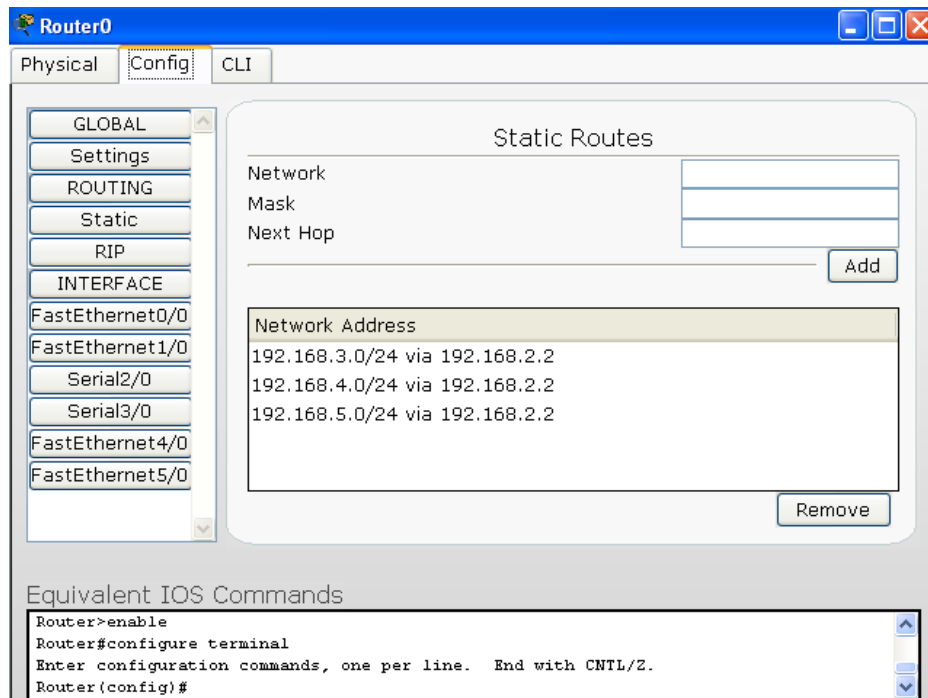 Router0
Physical
Config
CLI
GLOBAL
Settings
ROUTING
Static
RIP
INTERFACE
FastEthernet0/0
FastEthernet1/0
Serial2/0
Serial3/0
FastEthernet4/0
FastEthernet5/0
Static Routes
Network
Mask
Next Hop
Add
Network Address
192.168.3.0/24 via 192.168.2.2
192.168.4.0/24 via 192.168.2.2
192.168.5.0/24 via 192.168.2.2
Remove
Equivalent IOS Commands
Router>enable
Router#configure terminal
Enter configuration commands, one per line.  End with CNTL/Z.
Router(config)#